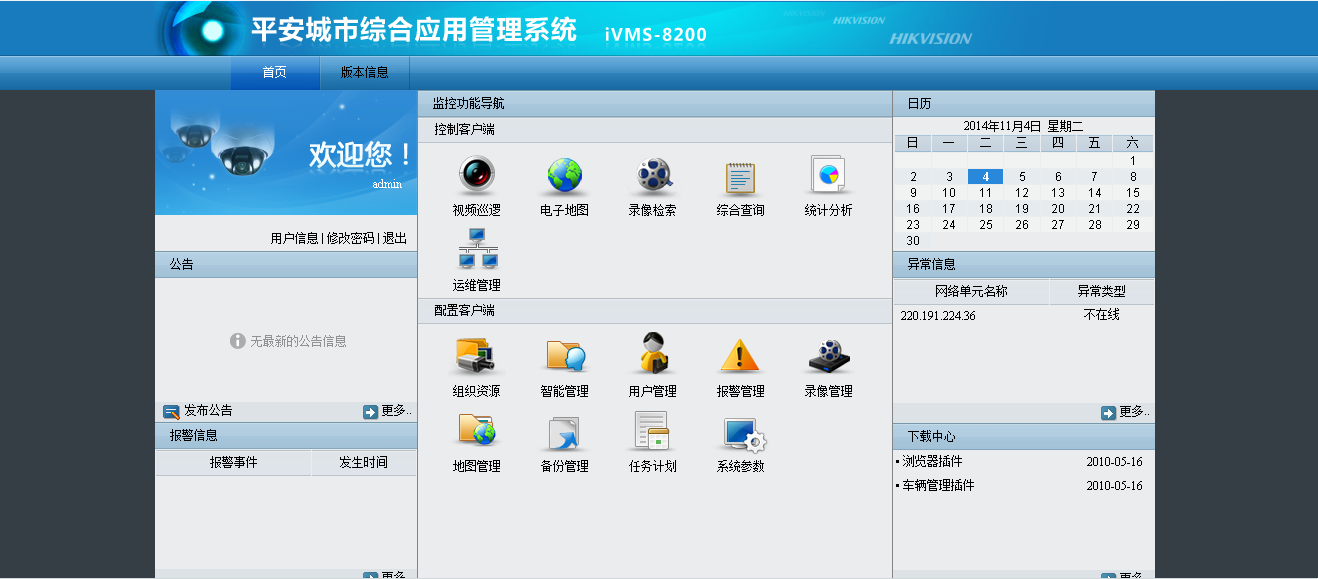 平安城市综合应用管理系统 iVMS-8200
HIKVISION
HIKVISION
HIKVISION
首页 版本信息
欢迎您！
admin
用户信息 | 修改密码 | 退出
公告
无最新的公告信息
发布公告 更多..
报警信息
报警事件 发生时间
更多
监控功能导航
控制客户端
视频巡逻 电子地图 录像检索 综合查询 统计分析
运维管理
配置客户端
组织资源 智能管理 用户管理 报警管理 录像管理
地图管理 备份管理 任务计划 系统参数
日历
2014年11月4日 星期二
日 一 二 三 四 五 六
1
2 3 4 5 6 7 8
9 10 11 12 13 14 15
16 17 18 19 20 21 22
23 24 25 26 27 28 29
30
异常信息
网络单元名称 异常类型
220.191.224.36 不在线
更多..
下载中心
浏览器插件 2010-05-16
车辆管理插件 2010-05-16
更多